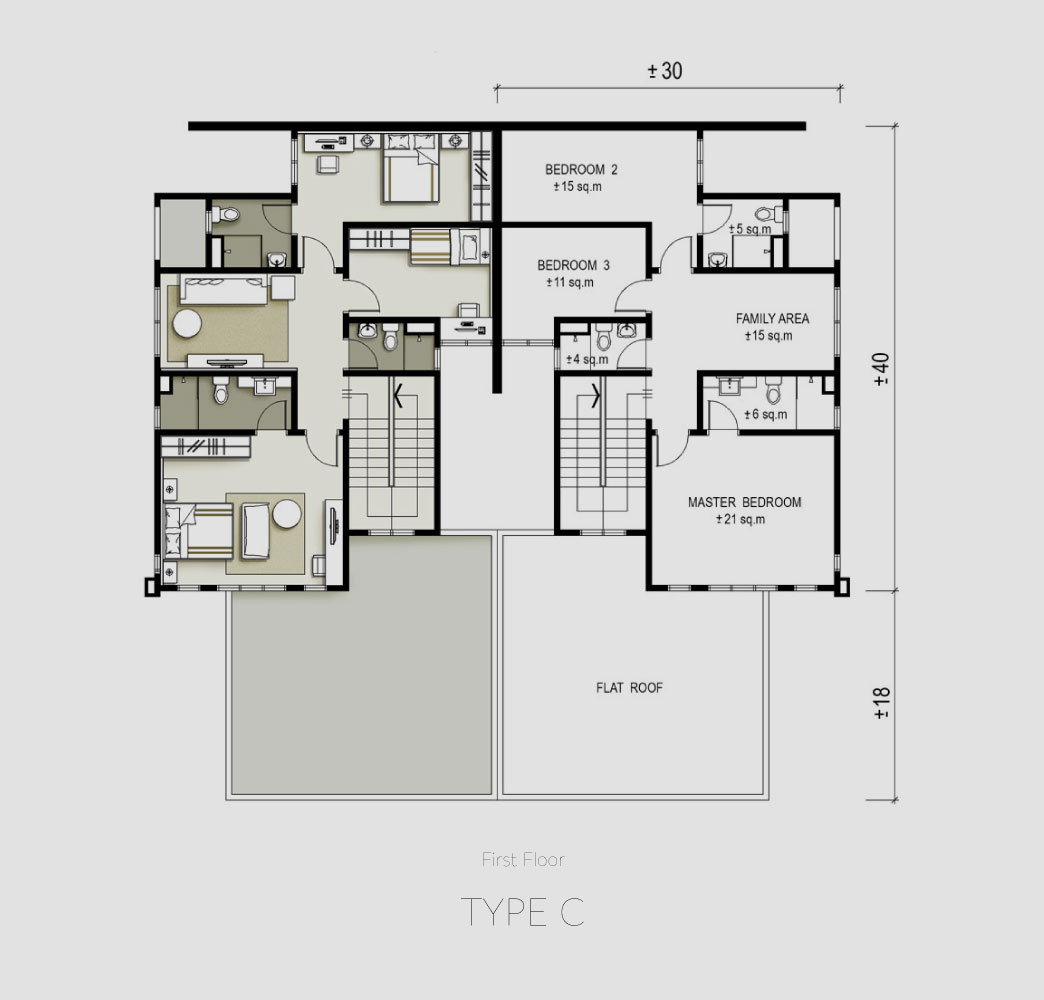 ±30
BEDROOM 2
±15 sq.m
±5 sq.m
BEDROOM 3
±11 sq.m
FAMILY AREA
±15 sq.m
±4 sq.m
±40
±6 sq.m
MASTER BEDROOM
±21 sq.m
FLAT ROOF
±18
First Floor
TYPE C